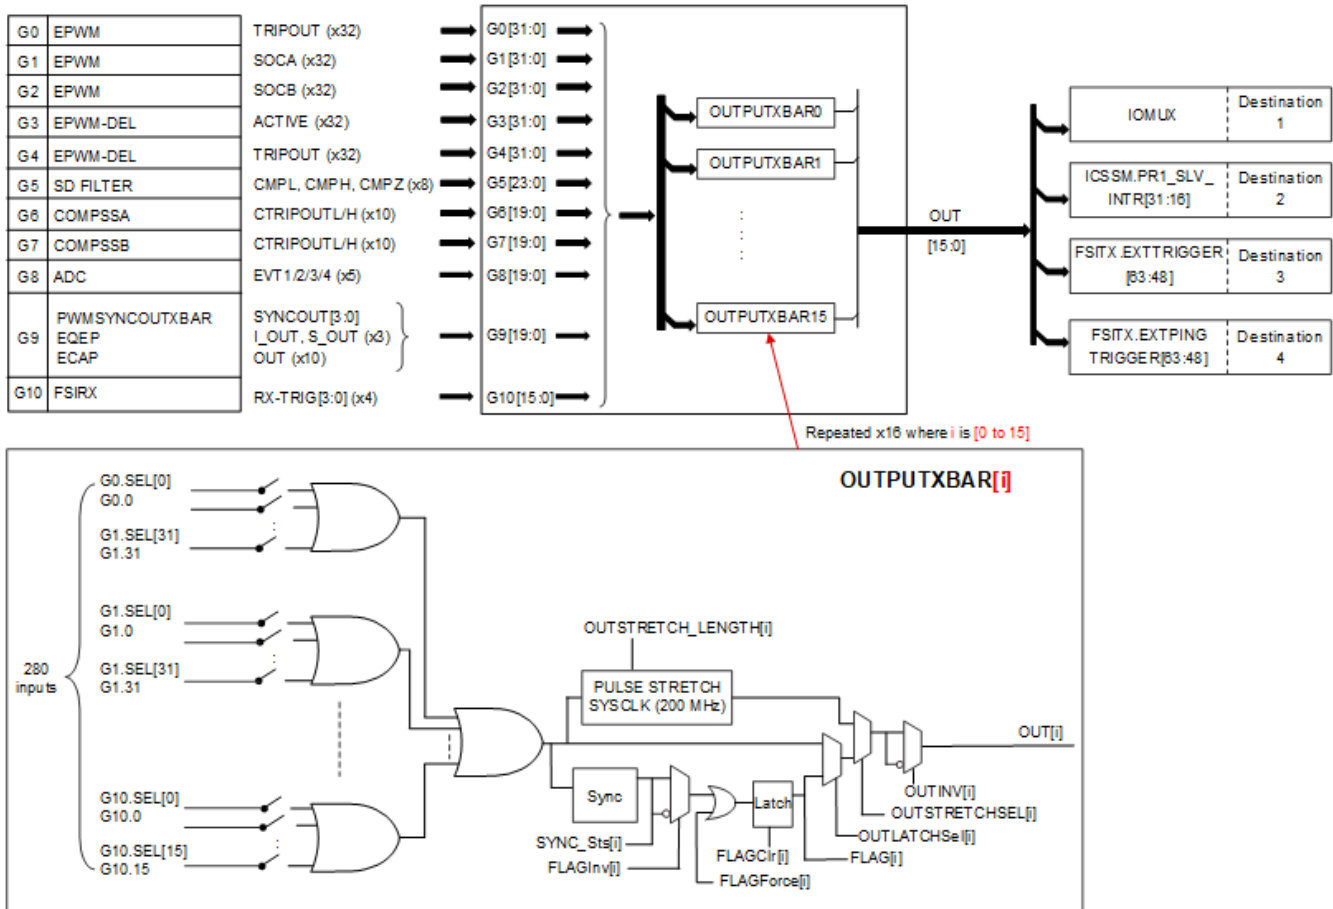 G0 EPWM TRIPOUT (x32) G0[31:0]
G1 EPWM SOCA (x32) G1[31:0]
G2 EPWM SOCB (x32) G2[31:0]
G3 EPWM-DEL ACTIVE (x32) G3[31:0]
G4 EPWM-DEL TRIPOUT (x32) G4[31:0]
G5 SD FILTER CMPL, CMPH, CMPZ (x8) G5[23:0]
G6 COMPSSA CTRIPOUTL/H (x10) G6[19:0]
G7 COMPSSB CTRIPOUTL/H (x10) G7[19:0]
G8 ADC EVT1/2/3/4 (x5) G8[19:0]
G9
PWMSYNCOUTXBAR
EQEP
ECAP
SYNCOUT[3:0]
I_OUT, S_OUT (x3)
OUT (x10)
G9[19:0]
G10 FSIRX RX-TRIG[3:0] (x4) G10[15:0]
OUTPUTXBAR0
OUTPUTXBAR1
OUTPUTXBAR15
OUT
[15:0]
IOMUX
Destination
1
ICSSM.PR1_SLV_
INTR[31:16]
Destination
2
FSITX.EXTTRIGGER
[63:48]
Destination
3
FSITX.EXTPING
TRIGGER[63:48]
Destination
4
Repeated x16 where i is [0 to 15]
OUTPUTXBAR[i]
280
inputs
G0.SEL[0]
G0.0
G1.SEL[31]
G1.31
G1.SEL[0]
G1.0
G1.SEL[31]
G1.31
G10.SEL[0]
G10.0
G10.SEL[15]
G10.15
OUTSTRETCH_LENGTH[i]
PULSE STRETCH
SYSCLK (200 MHz)
Sync
Latch
OUT[i]
SYNC_Sts[i]
FLAGInv[i]
FLAGClr[i]
FLAGForce[i]
OUTINV[i]
OUTSTRETCHSEL[i]
OUTLATCHSel[i]
FLAG[i]